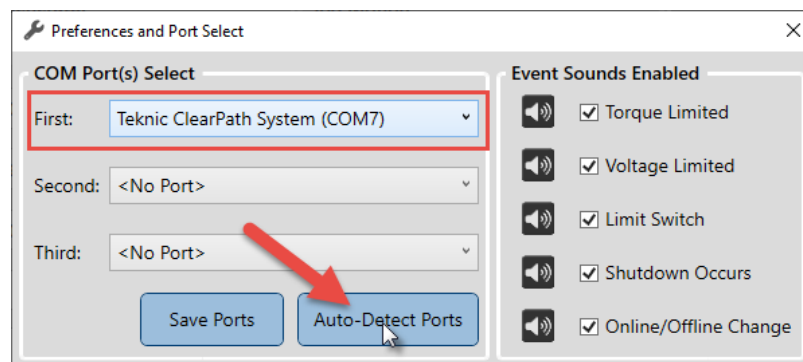 Preferences and Port Select
COM Port(s) Select
First: Teknic ClearPath System (COM7)
Second: <No Port>
Third: <No Port>
Save Ports Auto-Detect Ports
Event Sounds Enabled
Torque Limited
Voltage Limited
Limit Switch
Shutdown Occurs
Online/Offline Change